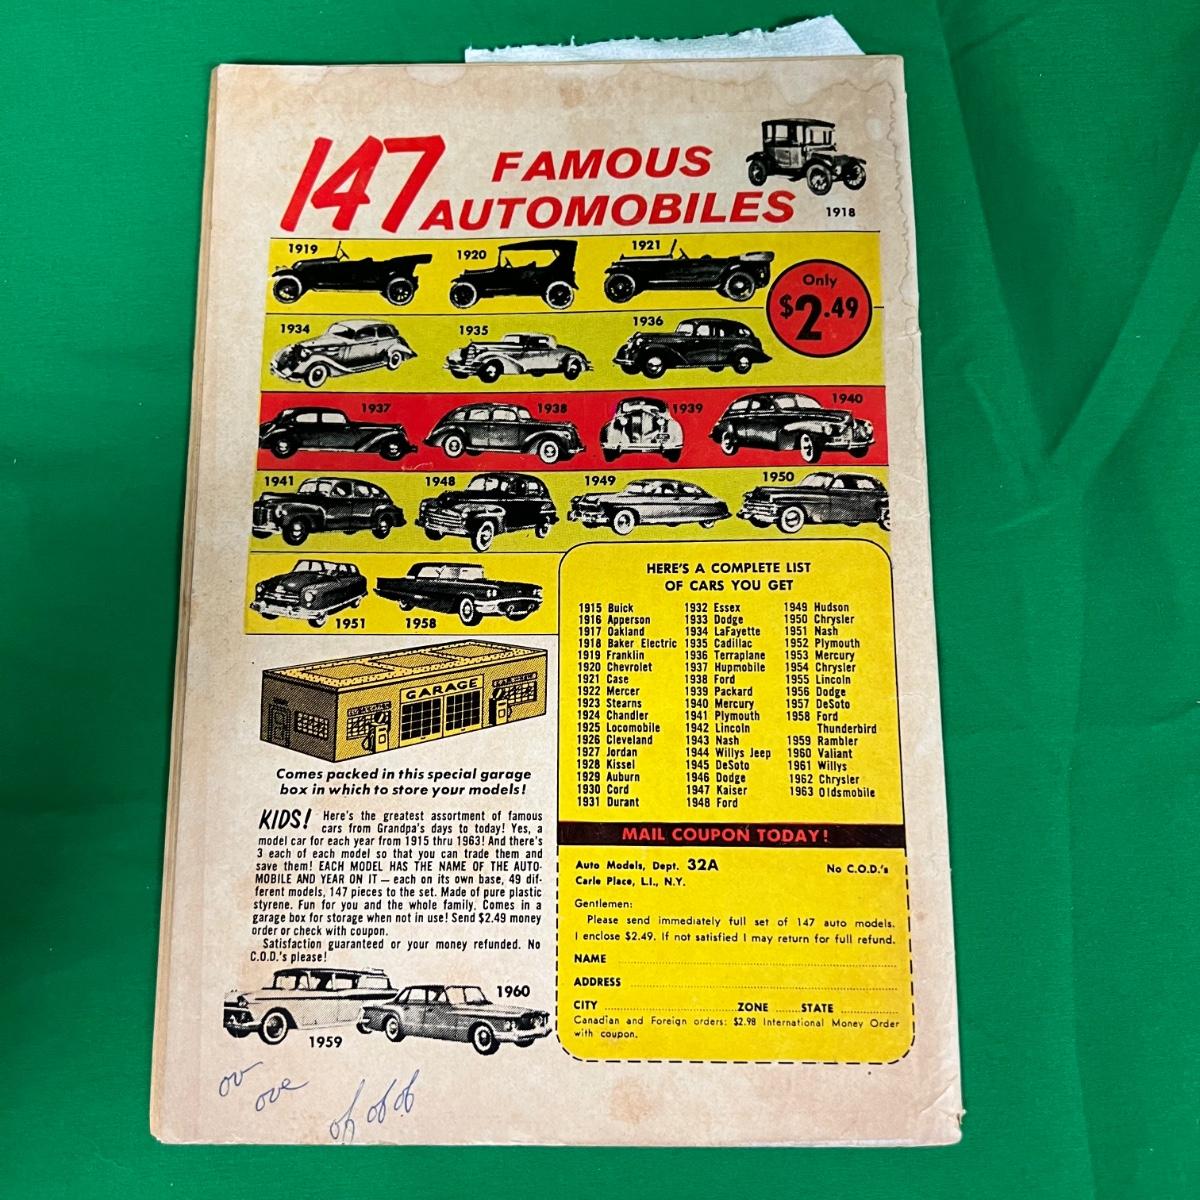 147 FAMOUS
AUTOMOBILES
1918
1919
1920
1921
Only
$2.49
1934
1935
1936
1937
1938
1939
1940
1941
1948
1949
1950
1951
1958
GARAGE
Comes packed in this special garage
box in which to store your models!
KIDS! Here's the greatest assortment of famous
cars from Grandpa's days to today! Yes, a
model car for each year from 1915 thru 1963! And there's
3 each of each model so that you can trade them and
save them! EACH MODEL HAS THE NAME OF THE AUTO-
MOBILE AND YEAR ON IT — each on its own base, 49 dif-
ferent models, 147 pieces to the set. Made of pure plastic
styrene. Fun for you and the whole family. Comes in a
garage box for storage when not in use! Send $2.49 money
order or check with coupon.
Satisfaction guaranteed or your money refunded. No
C.O.D.'s please!
1959
1960
HERE'S A COMPLETE LIST
OF CARS YOU GET
1915 Buick
1916 Apperson
1917 Oakland
1918 Baker Electric
1919 Franklin
1920 Chevrolet
1921 Case
1922 Mercer
1923 Stearns
1924 Chandler
1925 Locomobile
1926 Cleveland
1927 Jordan
1928 Kissel
1929 Auburn
1930 Cord
1931 Durant
1932 Essex
1933 Dodge
1934 LaFayette
1935 Cadillac
1936 Terraplane
1937 Hupmobile
1938 Ford
1939 Packard
1940 Mercury
1941 Plymouth
1942 Lincoln
1943 Nash
1944 Willys Jeep
1945 DeSoto
1946 Dodge
1947 Kaiser
1948 Ford
1949 Hudson
1950 Chrysler
1951 Nash
1952 Plymouth
1953 Mercury
1954 Chrysler
1955 Lincoln
1956 Dodge
1957 DeSoto
1958 Ford
Thunderbird
1959 Rambler
1960 Valiant
1961 Willys
1962 Chrysler
1963 Oldsmobile
MAIL COUPON TODAY!
Auto Models, Dept. 32A No C.O.D.'s
Carle Place, L.I., N.Y.
Gentlemen:
Please send immediately full set of 147 auto models.
I enclose $2.49. If not satisfied I may return for full refund.
NAME
ADDRESS
CITY ZONE STATE
Canadian and Foreign orders: $2.98 International Money Order
with coupon.
ov
ove
of of of